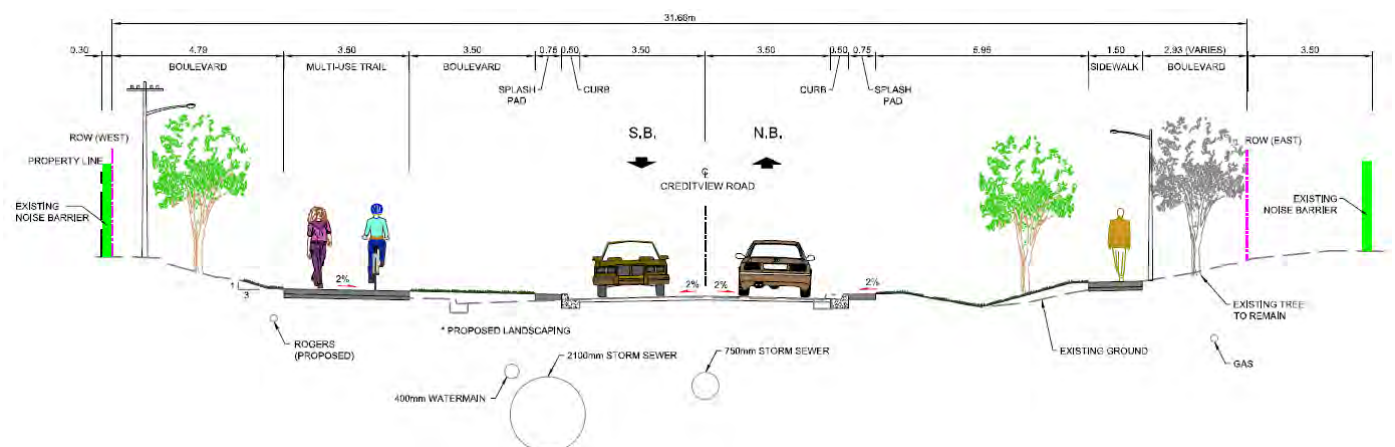 31.68m
0.30
4.79
3.50
3.50
0.75
0.50
3.50
3.50
0.50
0.75
5.95
1.50
2.93 (VARIES)
3.50
BOULEVARD
MULTI-USE TRAIL
BOULEVARD
SPLASH
PAD
CURB
CURB
SPLASH
PAD
SIDEWALK
BOULEVARD
ROW (WEST)
PROPERTY LINE
EXISTING
NOISE BARRIER
S.B.
N.B.
CREDITVIEW ROAD
ROW (EAST)
EXISTING
NOISE BARRIER
1
3
2%
2%
2%
2%
* PROPOSED LANDSCAPING
ROGERS
(PROPOSED)
2100mm STORM SEWER
750mm STORM SEWER
400mm WATERMAIN
EXISTING GROUND
EXISTING TREE
TO REMAIN
GAS